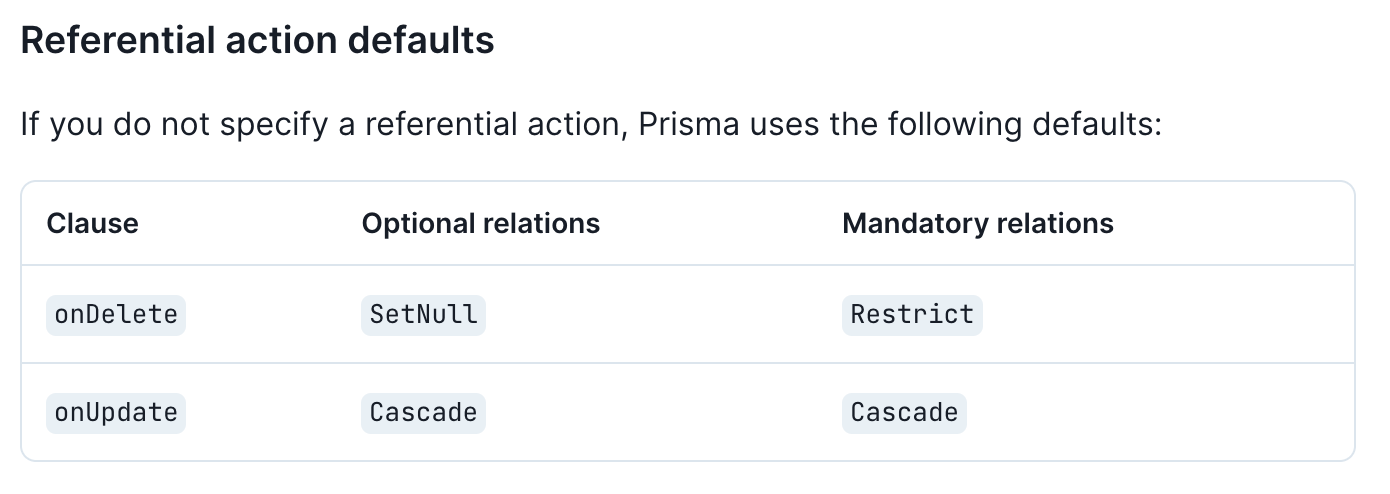 Referential action defaults
If you do not specify a referential action, Prisma uses the following defaults:
Clause Optional relations Mandatory relations
onDelete SetNull Restrict
onUpdate Cascade Cascade